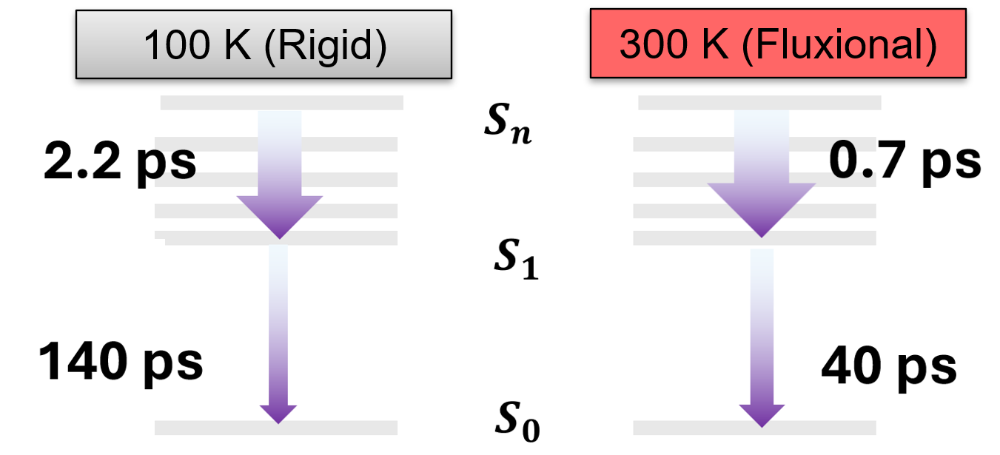 100 K (Rigid)
300 K (Fluxional)
Sn
2.2 ps
0.7 ps
S1
140 ps
40 ps
S0